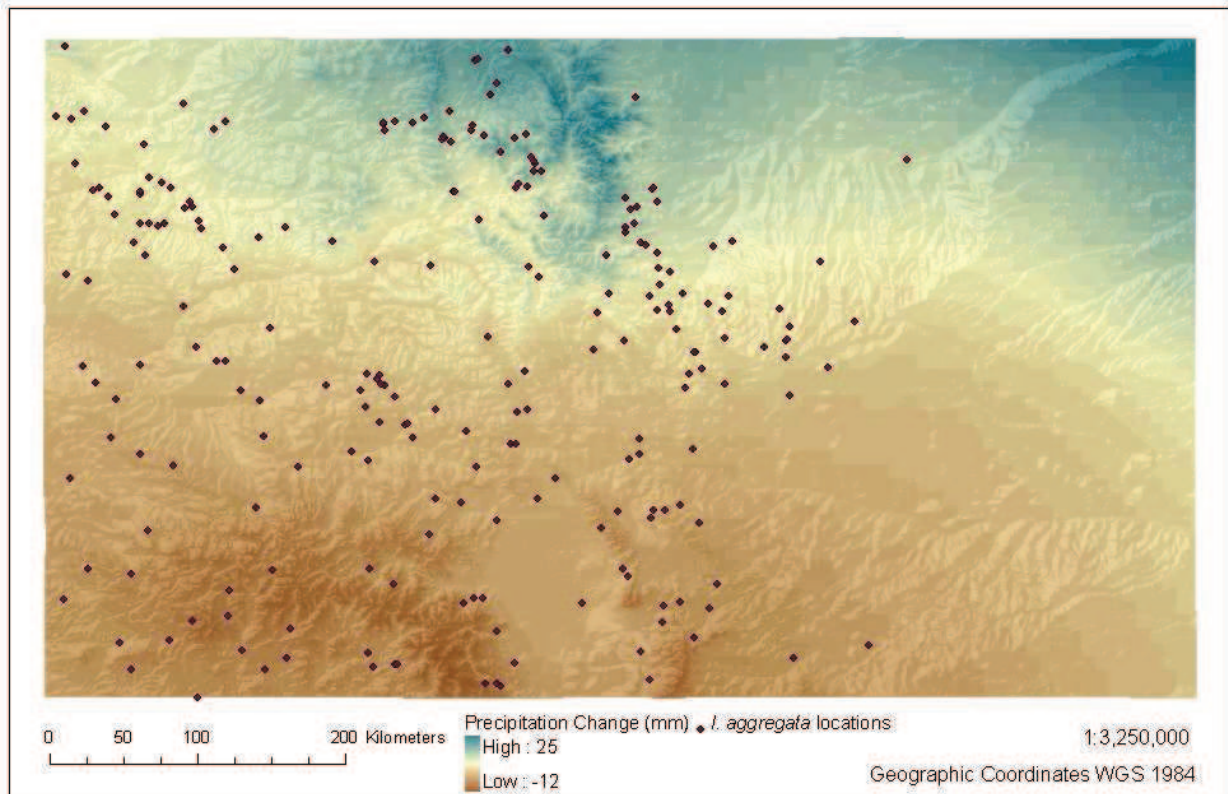 0 50 100 200 Kilometers
Precipitation Change (mm)
High : 25
Low : -12
I. aggregata locations
1:3,250,000
Geographic Coordinates WGS 1984